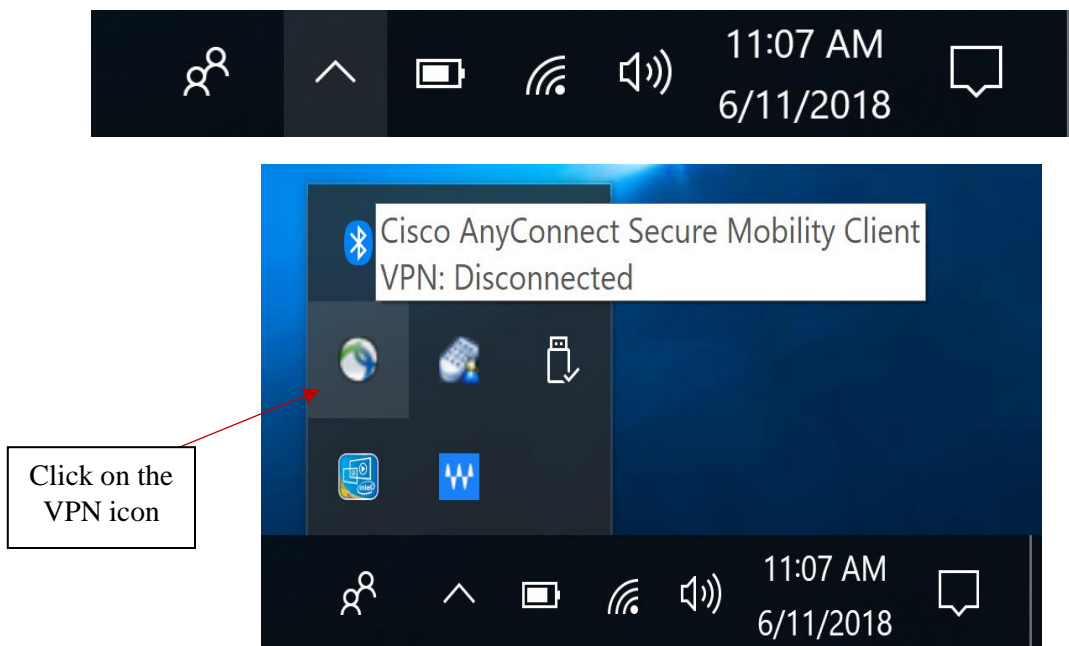 11:07 AM
6/11/2018
Cisco AnyConnect Secure Mobility Client
VPN: Disconnected
Click on the
VPN icon
intel
11:07 AM
6/11/2018